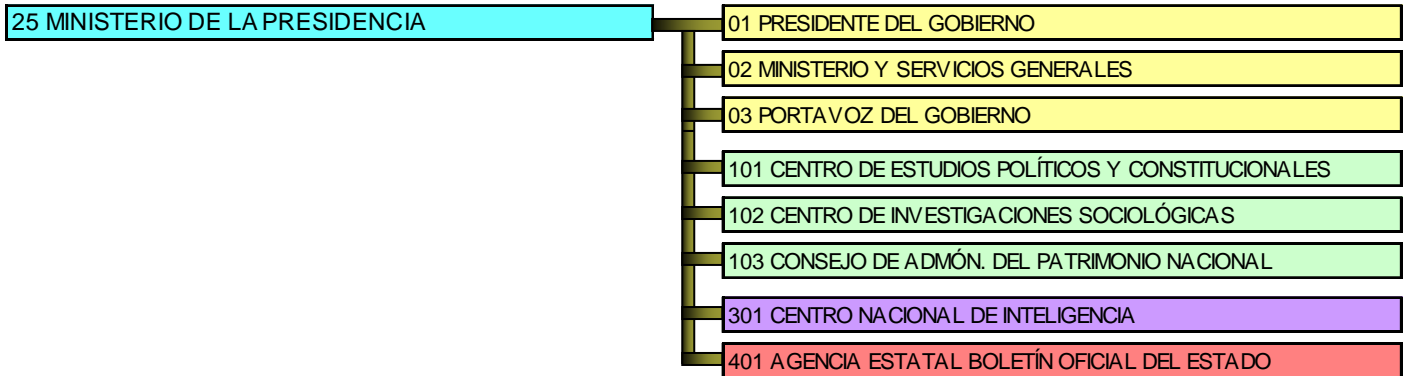 25 MINISTERIO DE LA PRESIDENCIA
01 PRESIDENTE DEL GOBIERNO
02 MINISTERIO Y SERVICIOS GENERALES
03 PORTAVOZ DEL GOBIERNO
101 CENTRO DE ESTUDIOS POLÍTICOS Y CONSTITUCIONALES
102 CENTRO DE INVESTIGACIONES SOCIOLÓGICAS
103 CONSEJO DE ADMÓN. DEL PATRIMONIO NACIONAL
301 CENTRO NACIONAL DE INTELIGENCIA
401 AGENCIA ESTATAL BOLETÍN OFICIAL DEL ESTADO